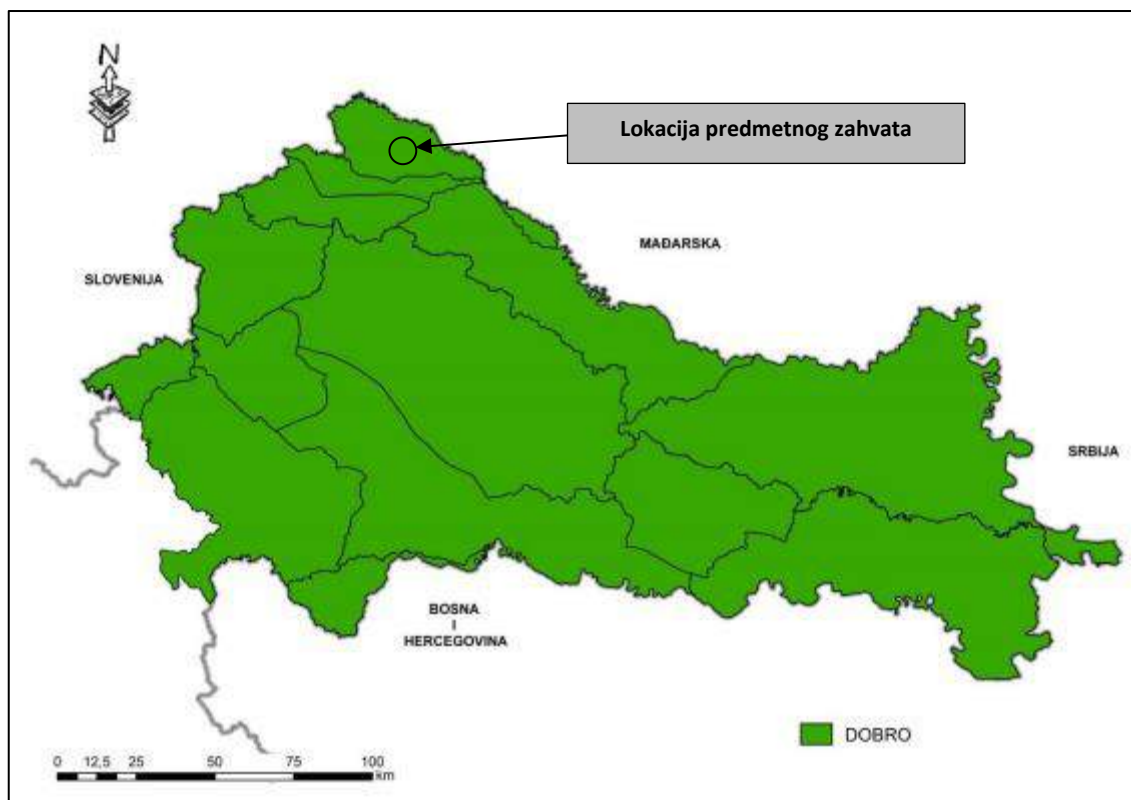 N
Lokacija predmetnog zahvata
MAĐARSKA
SLOVENIJA
SRBIJA
BOSNA
I
HERCEGOVINA
DOBRO
0 12,5 25 50 75 100
km